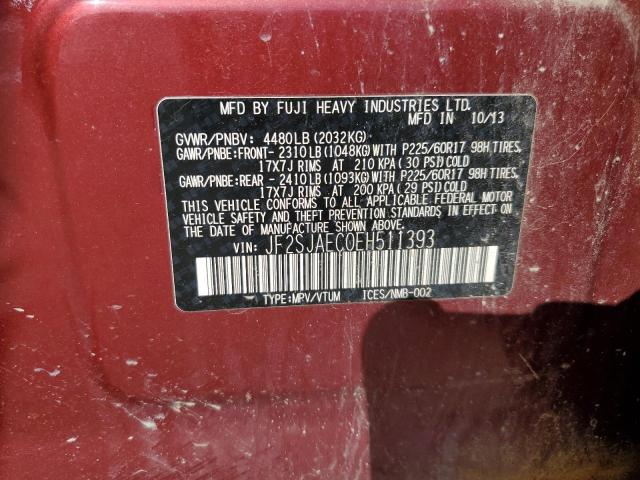 MFD BY FUJI HEAVY INDUSTRIES LTD.
MFD IN 10/13
GVWR/PNBV: 4480LB(2032KG)
GAWR/PNBE:FRONT-2310LB(1048KG)WITH P225/60R17 98H TIRES,
17X7J RIMS AT 210 KPA (30 PSI)COLD
GAWR/PNBE:REAR -2410LB(1093KG)WITH P225/60R17 98H TIRES,
17X7J RIMS AT 200 KPA (29 PSI)COLD
THIS VEHICLE CONFORMS TO ALL APPLICABLE FEDERAL MOTOR
VEHICLE SAFETY AND THEFT PREVENTION STANDARDS IN EFFECT ON
THE DATE OF MANUFACTURE SHOWN ABOVE.
VIN: JF2SJAEC0EH511393
TYPE:MPV/VTUM ICES/NMB-002